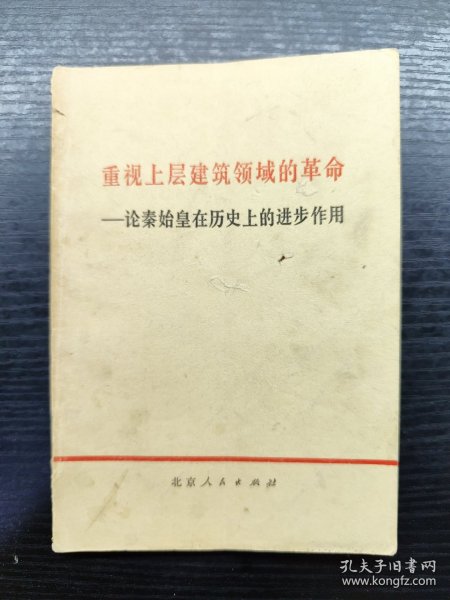 重视上层建筑领域的革命
—论秦始皇在历史上的进步作用
北京人民出版社
孔夫子旧书网
www.kongfz.com